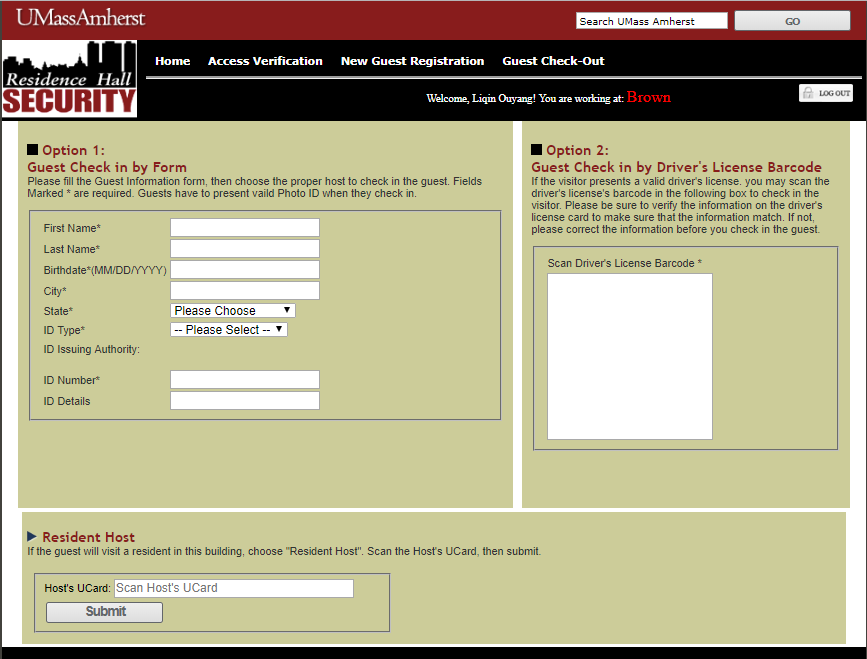 UMassAmherst
Search UMass Amherst
GO
Residence Hall
SECURITY
Home Access Verification New Guest Registration Guest Check-Out
Welcome, Liqin Ouyang! You are working at: Brown
LOG OUT
Option 1:
Guest Check in by Form
Please fill the Guest Information form, then choose the proper host to check in the guest. Fields
Marked * are required. Guests have to present vaild Photo ID when they check in.
First Name*
Last Name*
Birthdate*(MM/DD/YYYY)
City*
State* Please Choose
ID Type* -- Please Select --
ID Issuing Authority:
ID Number*
ID Details
Option 2:
Guest Check in by Driver's License Barcode
If the visitor presents a valid driver's license. you may scan the
driver's license's barcode in the following box to check in the
visitor. Please be sure to verify the information on the driver's
license card to make sure that the information match. If not,
please correct the information before you check in the guest.
Scan Driver's License Barcode *
Resident Host
If the guest will visit a resident in this building, choose "Resident Host". Scan the Host's UCard, then submit.
Host's UCard: Scan Host's UCard
Submit